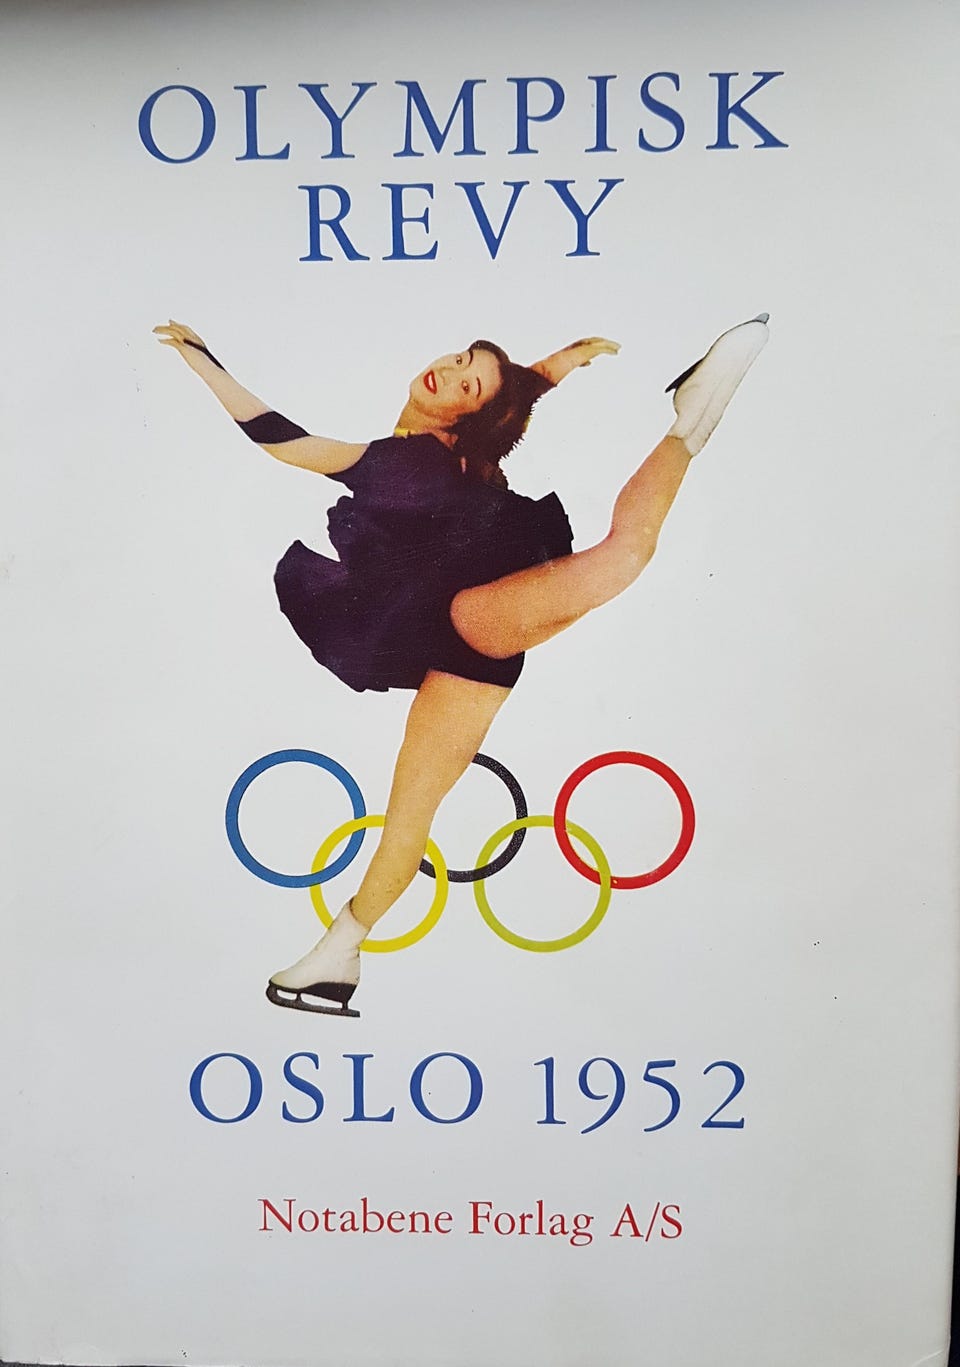 OLYMPISK
REVY
OSLO 1952
Notabene Forlag A/S